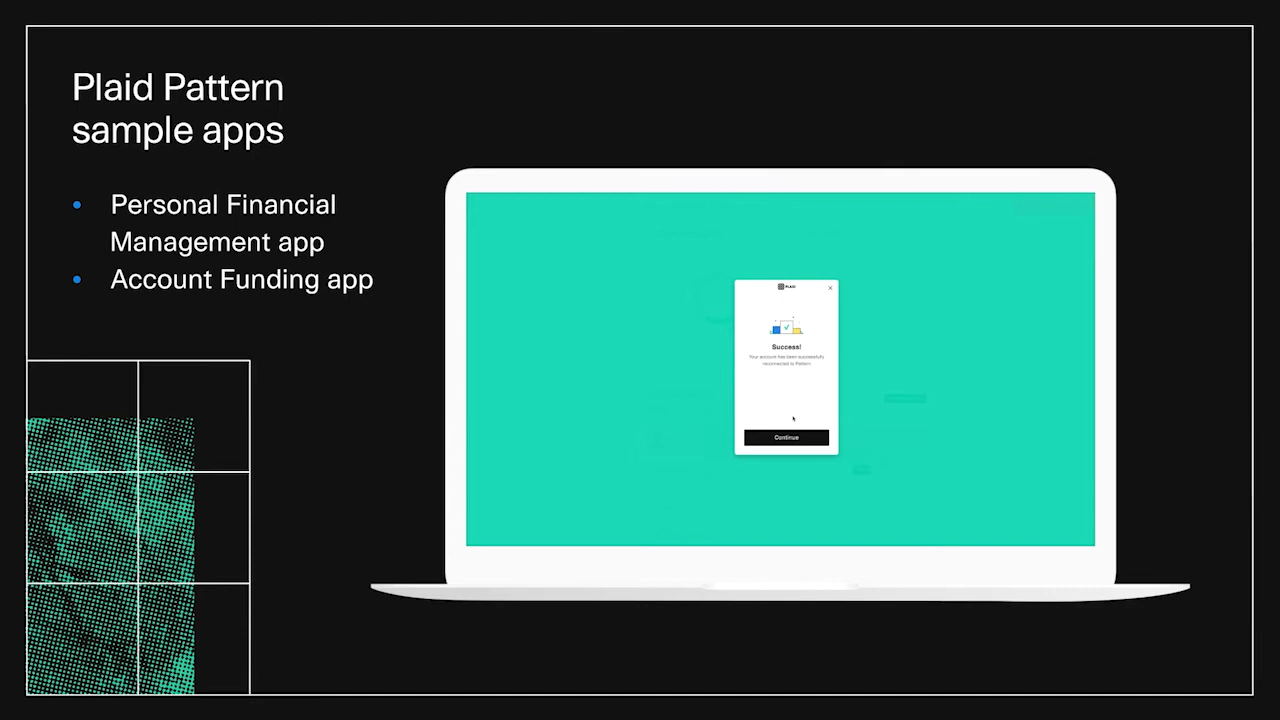 Plaid Pattern
sample apps
Personal Financial
Management app
Account Funding app
PLAID
Success!
Your account has been successfully
reconnected to Pattern
Continue